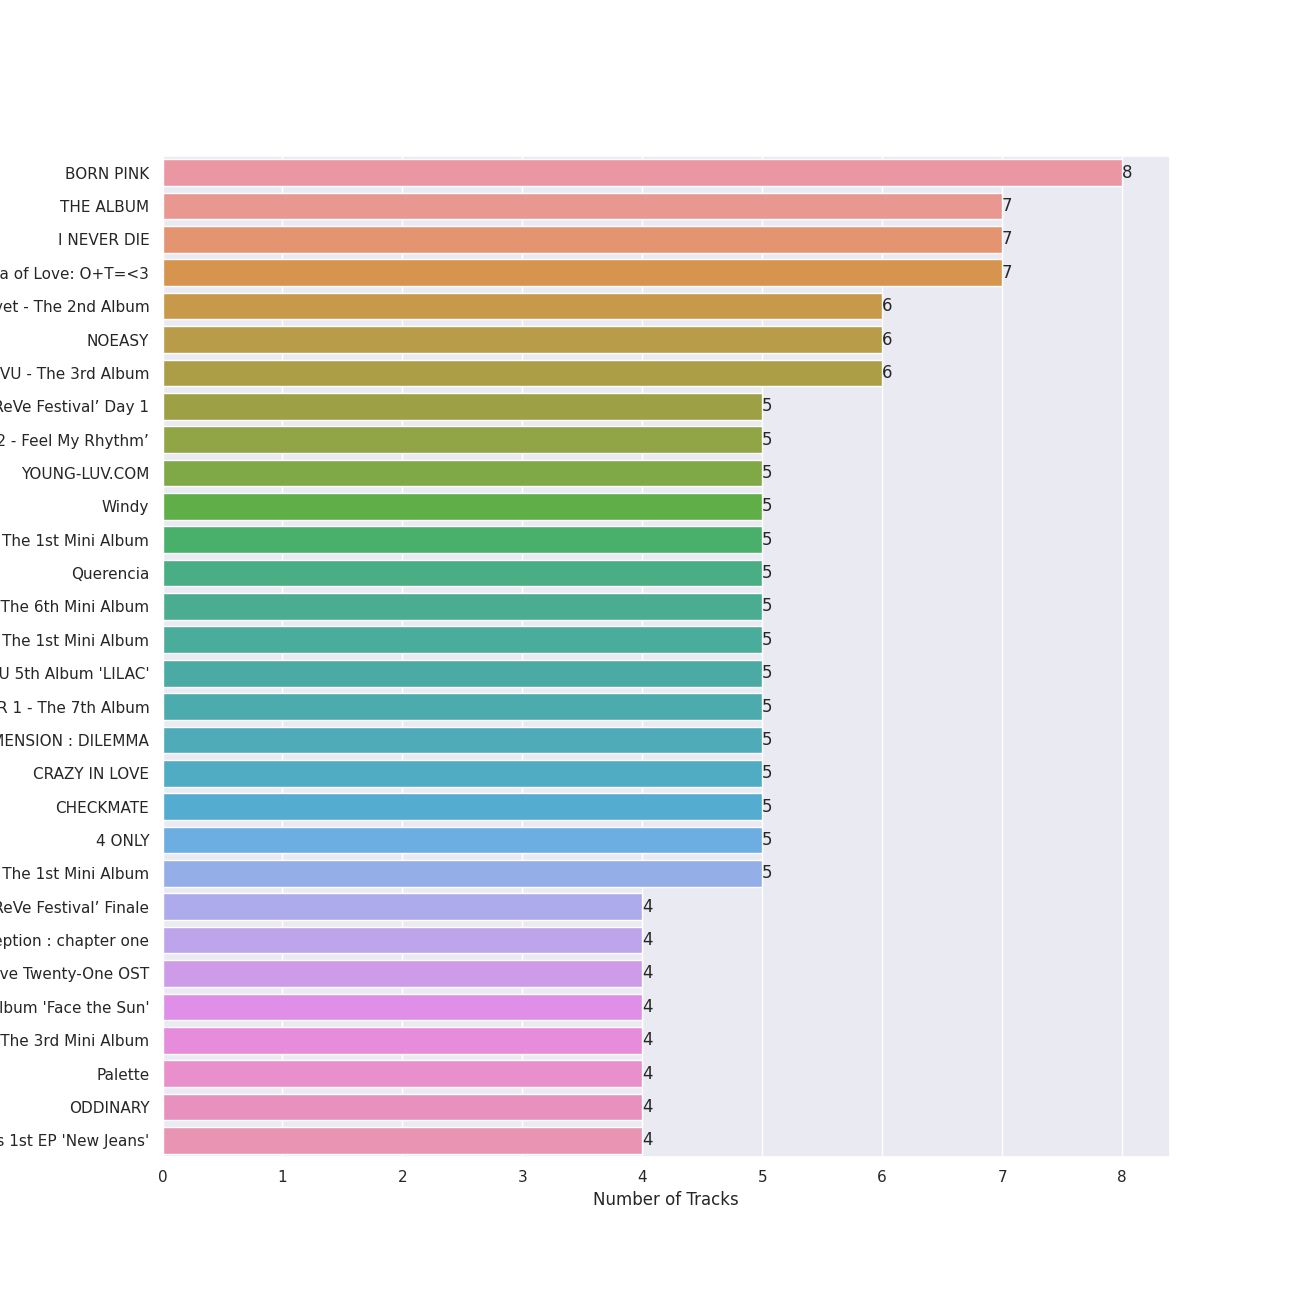 BORN PINK 8
THE ALBUM 7
I NEVER DIE 7
a of Love: O+T=<3 7
vet - The 2nd Album 6
NOEASY 6
VU - The 3rd Album 6
ReVe Festival’ Day 1 5
2 - Feel My Rhythm’ 5
YOUNG-LUV.COM 5
Windy 5
The 1st Mini Album 5
Querencia 5
The 6th Mini Album 5
The 1st Mini Album 5
U 5th Album 'LILAC' 5
R 1 - The 7th Album 5
MENSION : DILEMMA 5
CRAZY IN LOVE 5
CHECKMATE 5
4 ONLY 5
The 1st Mini Album 5
ReVe Festival’ Finale 4
eption : chapter one 4
ve Twenty-One OST 4
lbum 'Face the Sun' 4
The 3rd Mini Album 4
Palette 4
ODDINARY 4
s 1st EP 'New Jeans' 4
0 1 2 3 4 5 6 7 8
Number of Tracks